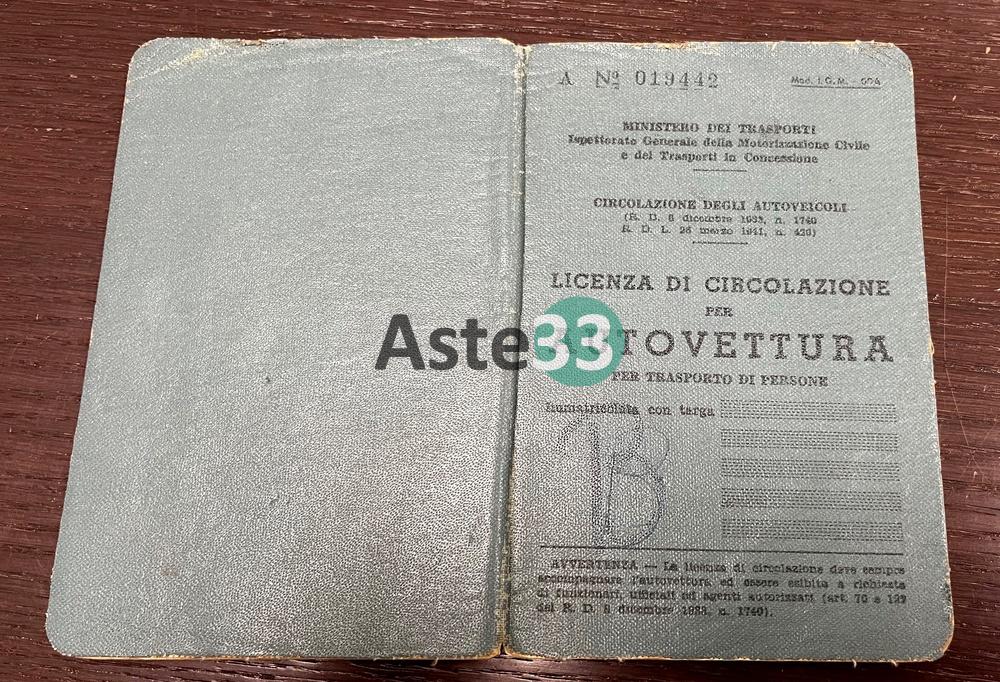 A Nº 019442
Mod. I. G. M. - 60A
MINISTERO DEI TRASPORTI
Ispettorato Generale della Motorizzazione Civile
e dei Trasporti in Concessione
CIRCOLAZIONE DEGLI AUTOVEICOLI
(R. D. 8 dicembre 1933, n. 1740
R. D. L. 26 marzo 1941, n. 426)
LICENZA DI CIRCOLAZIONE
PER
AUTOVETTURA
Aste33
PER TRASPORTO DI PERSONE
Immatricolata con targa
B
AVVERTENZA — La licenza di circolazione deve sempre
accompagnare l'autovettura ed essere esibita a richiesta
di funzionari, ufficiali ed agenti autorizzati (art. 70 e 122
del R. D. 8 dicembre 1933, n. 1740).